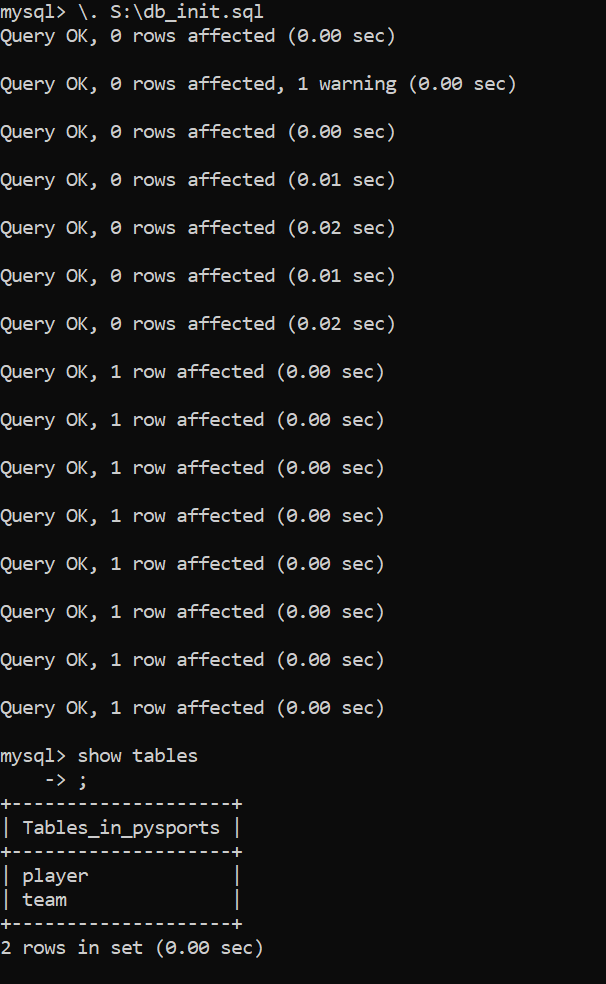 mysql> \. S:\db_init.sql
Query OK, 0 rows affected (0.00 sec)
Query OK, 0 rows affected, 1 warning (0.00 sec)
Query OK, 0 rows affected (0.00 sec)
Query OK, 0 rows affected (0.01 sec)
Query OK, 0 rows affected (0.02 sec)
Query OK, 0 rows affected (0.01 sec)
Query OK, 0 rows affected (0.02 sec)
Query OK, 1 row affected (0.00 sec)
Query OK, 1 row affected (0.00 sec)
Query OK, 1 row affected (0.00 sec)
Query OK, 1 row affected (0.00 sec)
Query OK, 1 row affected (0.00 sec)
Query OK, 1 row affected (0.00 sec)
Query OK, 1 row affected (0.00 sec)
Query OK, 1 row affected (0.00 sec)
mysql> show tables
    -> ;
+--------------------+
| Tables_in_pysports |
+--------------------+
| player             |
| team               |
+--------------------+
2 rows in set (0.00 sec)